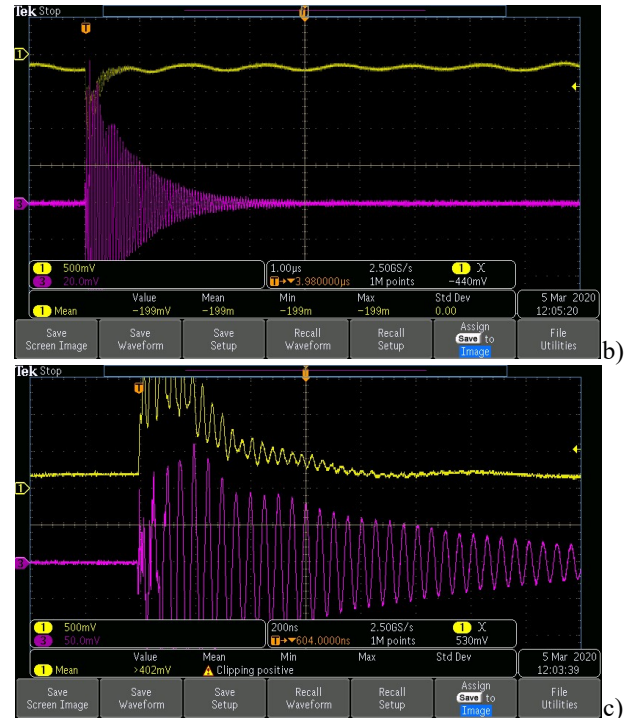 Tek Stop
T
T
1
3
1 500mV
3 20.0mV
1.00μs
T→▼3.980000μs
2.50GS/s
1M points
1 X
-440mV
Value Mean Min Max Std Dev
1 Mean -199mV -199m -199m -199m 0.00
5 Mar 2020
12:05:20
Save
Screen Image
Save
Waveform
Save
Setup
Recall
Waveform
Recall
Setup
Assign
Save to
Image
File
Utilities
b)
Tek Stop
T
T
1
3
1 500mV
3 50.0mV
200ns
T→▼604.0000ns
2.50GS/s
1M points
1 X
530mV
Value Mean Min Max Std Dev
1 Mean >402mV Clipping positive
5 Mar 2020
12:03:39
Save
Screen Image
Save
Waveform
Save
Setup
Recall
Waveform
Recall
Setup
Assign
Save to
Image
File
Utilities
c)